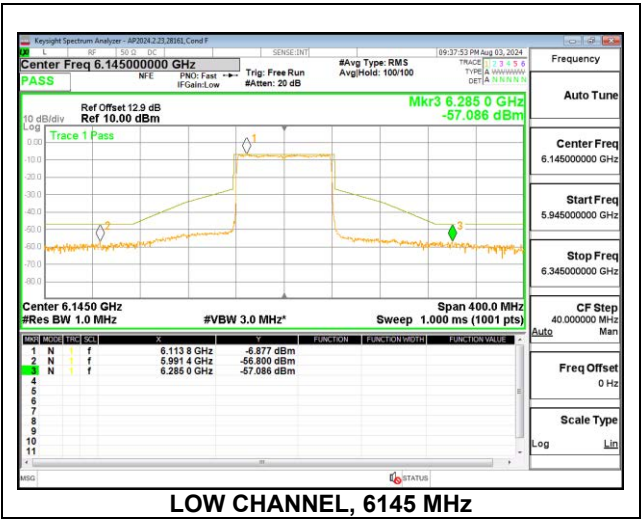 Keysight Spectrum Analyzer - AP2024.2.23,28161,Cond F
L RF 50 Ω DC SENSE:INT 09:37:53 PM Aug 03, 2024
Center Freq 6.145000000 GHz
#Avg Type: RMS
TRACE 1 2 3 4 5 6
PASS
NFE
PNO: Fast
Trig: Free Run
Avg|Hold: 100/100
TYPE A WWWWW
IFGain:Low
#Atten: 20 dB
DET A N N N N N
Frequency
Auto Tune
Mkr3 6.285 0 GHz
-57.086 dBm
Ref Offset 12.9 dB
10 dB/div Ref 10.00 dBm
Log
Trace 1 Pass
1
2
3
0.00
-10.0
-20.0
-30.0
-40.0
-50.0
-60.0
-70.0
-80.0
Center Freq
6.145000000 GHz
Start Freq
5.945000000 GHz
Stop Freq
6.345000000 GHz
Center 6.1450 GHz
Span 400.0 MHz
#Res BW 1.0 MHz
#VBW 3.0 MHz*
Sweep 1.000 ms (1001 pts)
CF Step
40.000000 MHz
Auto Man
MKR MODE TRC SCL X Y FUNCTION FUNCTION WIDTH FUNCTION VALUE
1 N 1 f 6.113 8 GHz -6.877 dBm
2 N 1 f 5.991 4 GHz -56.800 dBm
3 N 1 f 6.285 0 GHz -57.086 dBm
4
5
6
7
8
9
10
11
Freq Offset
0 Hz
Scale Type
Log Lin
MSG
STATUS
LOW CHANNEL, 6145 MHz